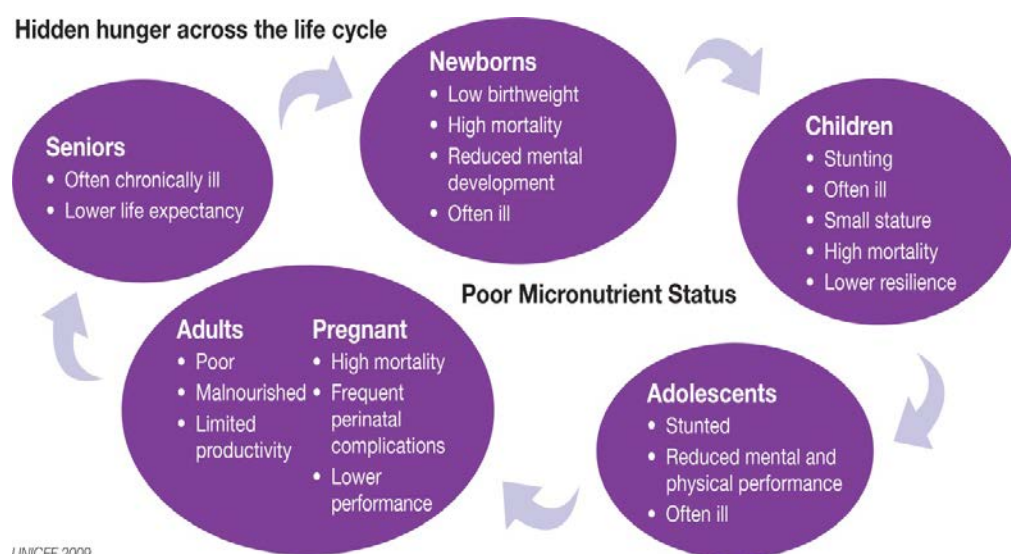 Hidden hunger across the life cycle
Newborns
• Low birthweight
• High mortality
• Reduced mental
development
• Often ill
Children
• Stunting
• Often ill
• Small stature
• High mortality
• Lower resilience
Seniors
• Often chronically ill
• Lower life expectancy
Poor Micronutrient Status
Adults
• Poor
• Malnourished
• Limited
productivity
Pregnant
• High mortality
• Frequent
perinatal
complications
• Lower
performance
Adolescents
• Stunted
• Reduced mental and
physical performance
• Often ill
UNICEF 2009